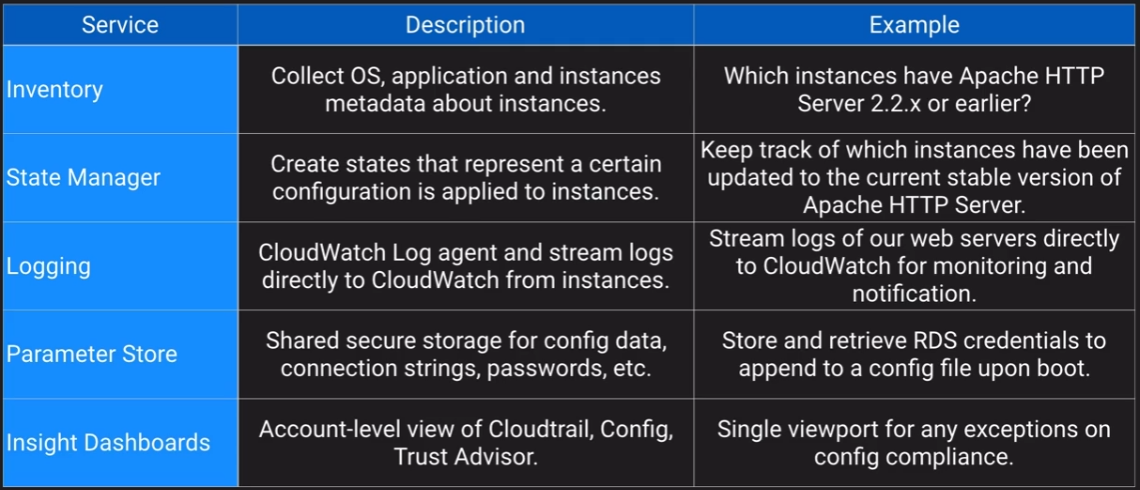 Service
Description
Example
Inventory
Collect OS, application and instances
metadata about instances.
Which instances have Apache HTTP
Server 2.2.x or earlier?
State Manager
Create states that represent a certain
configuration is applied to instances.
Keep track of which instances have been
updated to the current stable version of
Apache HTTP Server.
Logging
CloudWatch Log agent and stream logs
directly to CloudWatch from instances.
Stream logs of our web servers directly
to CloudWatch for monitoring and
notification.
Parameter Store
Shared secure storage for config data,
connection strings, passwords, etc.
Store and retrieve RDS credentials to
append to a config file upon boot.
Insight Dashboards
Account-level view of Cloudtrail, Config,
Trust Advisor.
Single viewport for any exceptions on
config compliance.